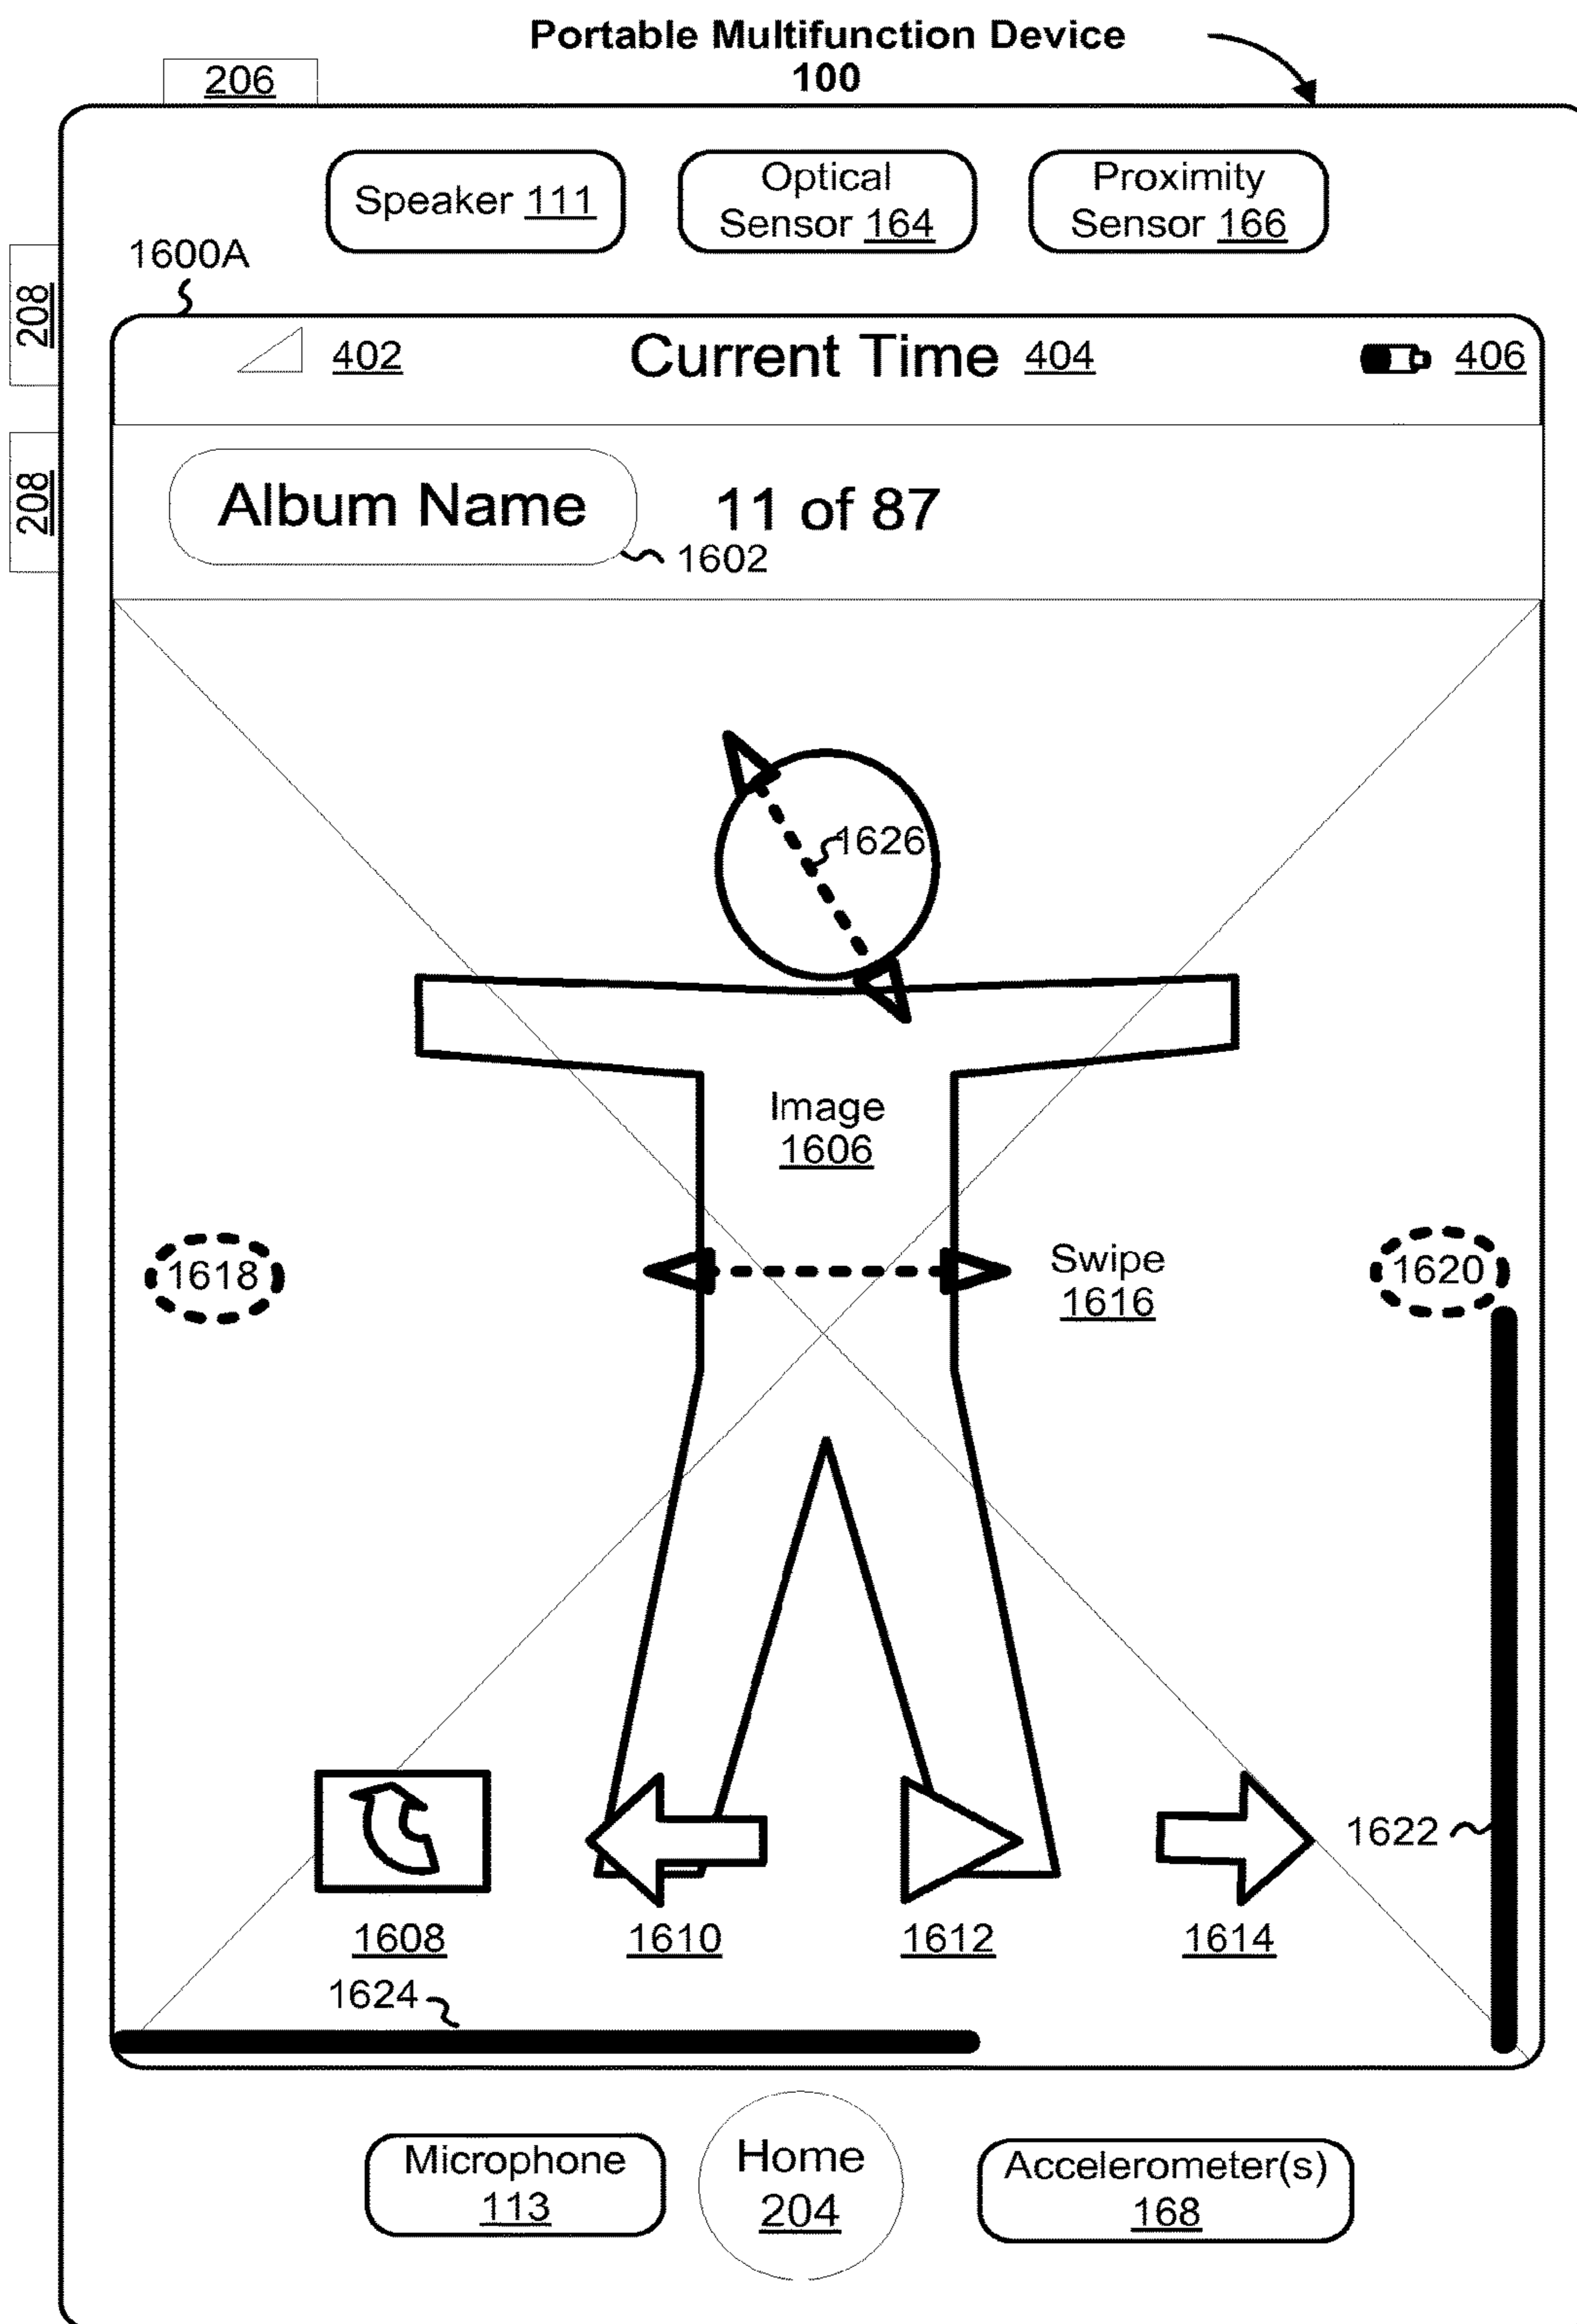 Portable Multifunction Device
100
206
Speaker 111
Optical
Sensor 164
Proximity
Sensor 166
1600A
208
402
Current Time 404
406
208
Album Name
11 of 87
1602
1626
Image
1606
1618
Swipe
1616
1620
1622
1608
1610
1612
1614
1624
Microphone
113
Home
204
Accelerometer(s)
168